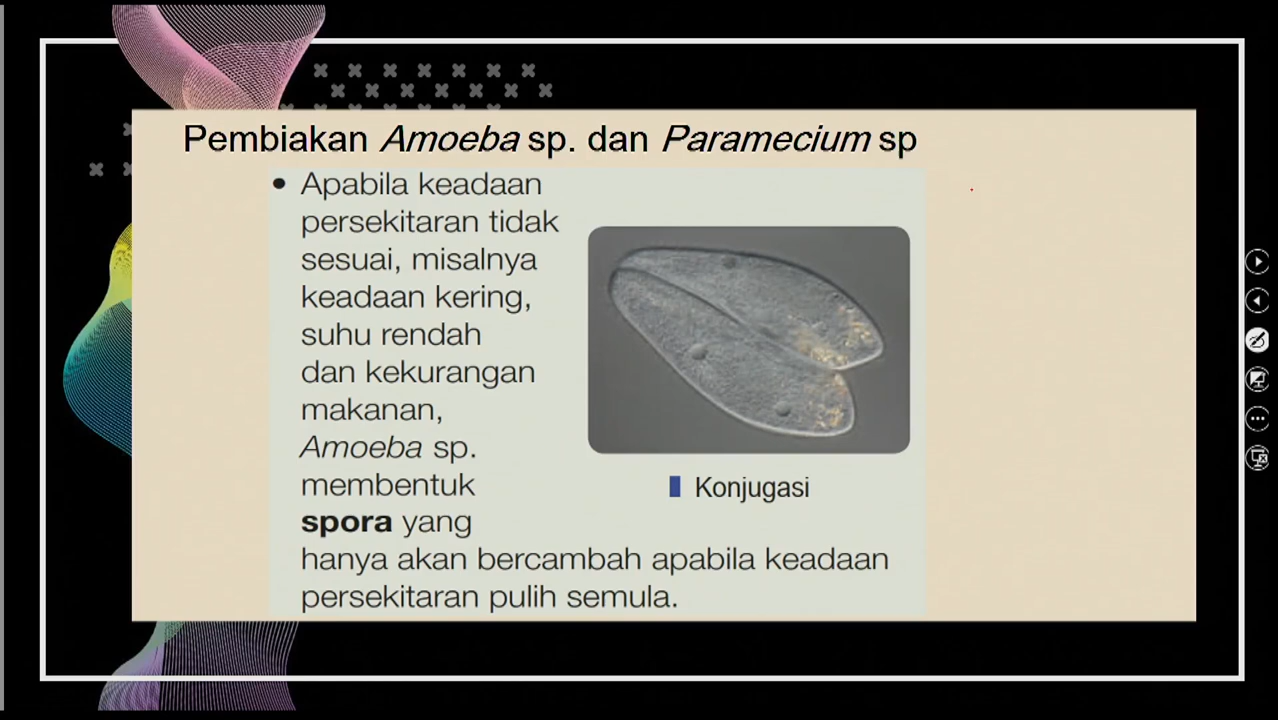 Pembiakan Amoeba sp. dan Paramecium sp
• Apabila keadaan
persekitaran tidak
sesuai, misalnya
keadaan kering,
suhu rendah
dan kekurangan
makanan,
Amoeba sp.
membentuk
spora yang
hanya akan bercambah apabila keadaan
persekitaran pulih semula.
Konjugasi